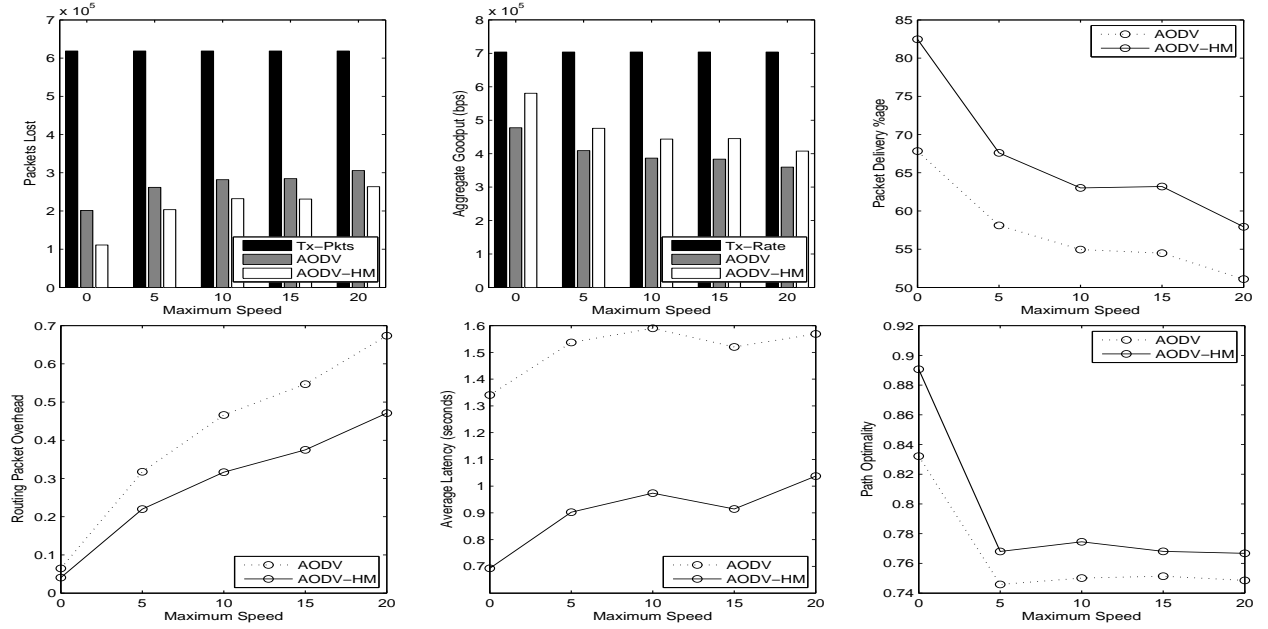 x 10^5
7
6
5
4
3
2
1
0
Packets Lost
Tx-Pkts
AODV
AODV-HM
0 5 10 15 20
Maximum Speed
x 10^5
8
7
6
5
4
3
2
1
0
Aggregate Goodput (bps)
Tx-Rate
AODV
AODV-HM
0 5 10 15 20
Maximum Speed
85
80
75
70
65
60
55
50
Packet Delivery %age
AODV
AODV-HM
0 5 10 15 20
Maximum Speed
0.7
0.6
0.5
0.4
0.3
0.2
0.1
0
Routing Packet Overhead
AODV
AODV-HM
0 5 10 15 20
Maximum Speed
1.6
1.5
1.4
1.3
1.2
1.1
1
0.9
0.8
0.7
Average Latency (seconds)
AODV
AODV-HM
0 5 10 15 20
Maximum Speed
0.92
0.9
0.88
0.86
0.84
0.82
0.8
0.78
0.76
0.74
Path Optimality
AODV
AODV-HM
0 5 10 15 20
Maximum Speed